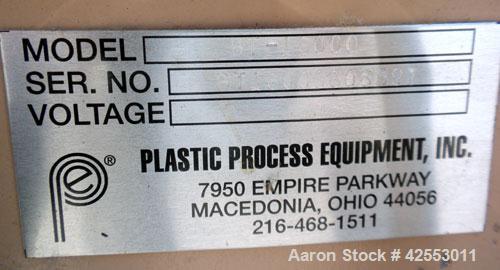 MODEL
SER. NO.
VOLTAGE
®
PLASTIC PROCESS EQUIPMENT, INC.
7950 EMPIRE PARKWAY
MACEDONIA, OHIO 44056
216-468-1511
Aaron Stock # 42553011